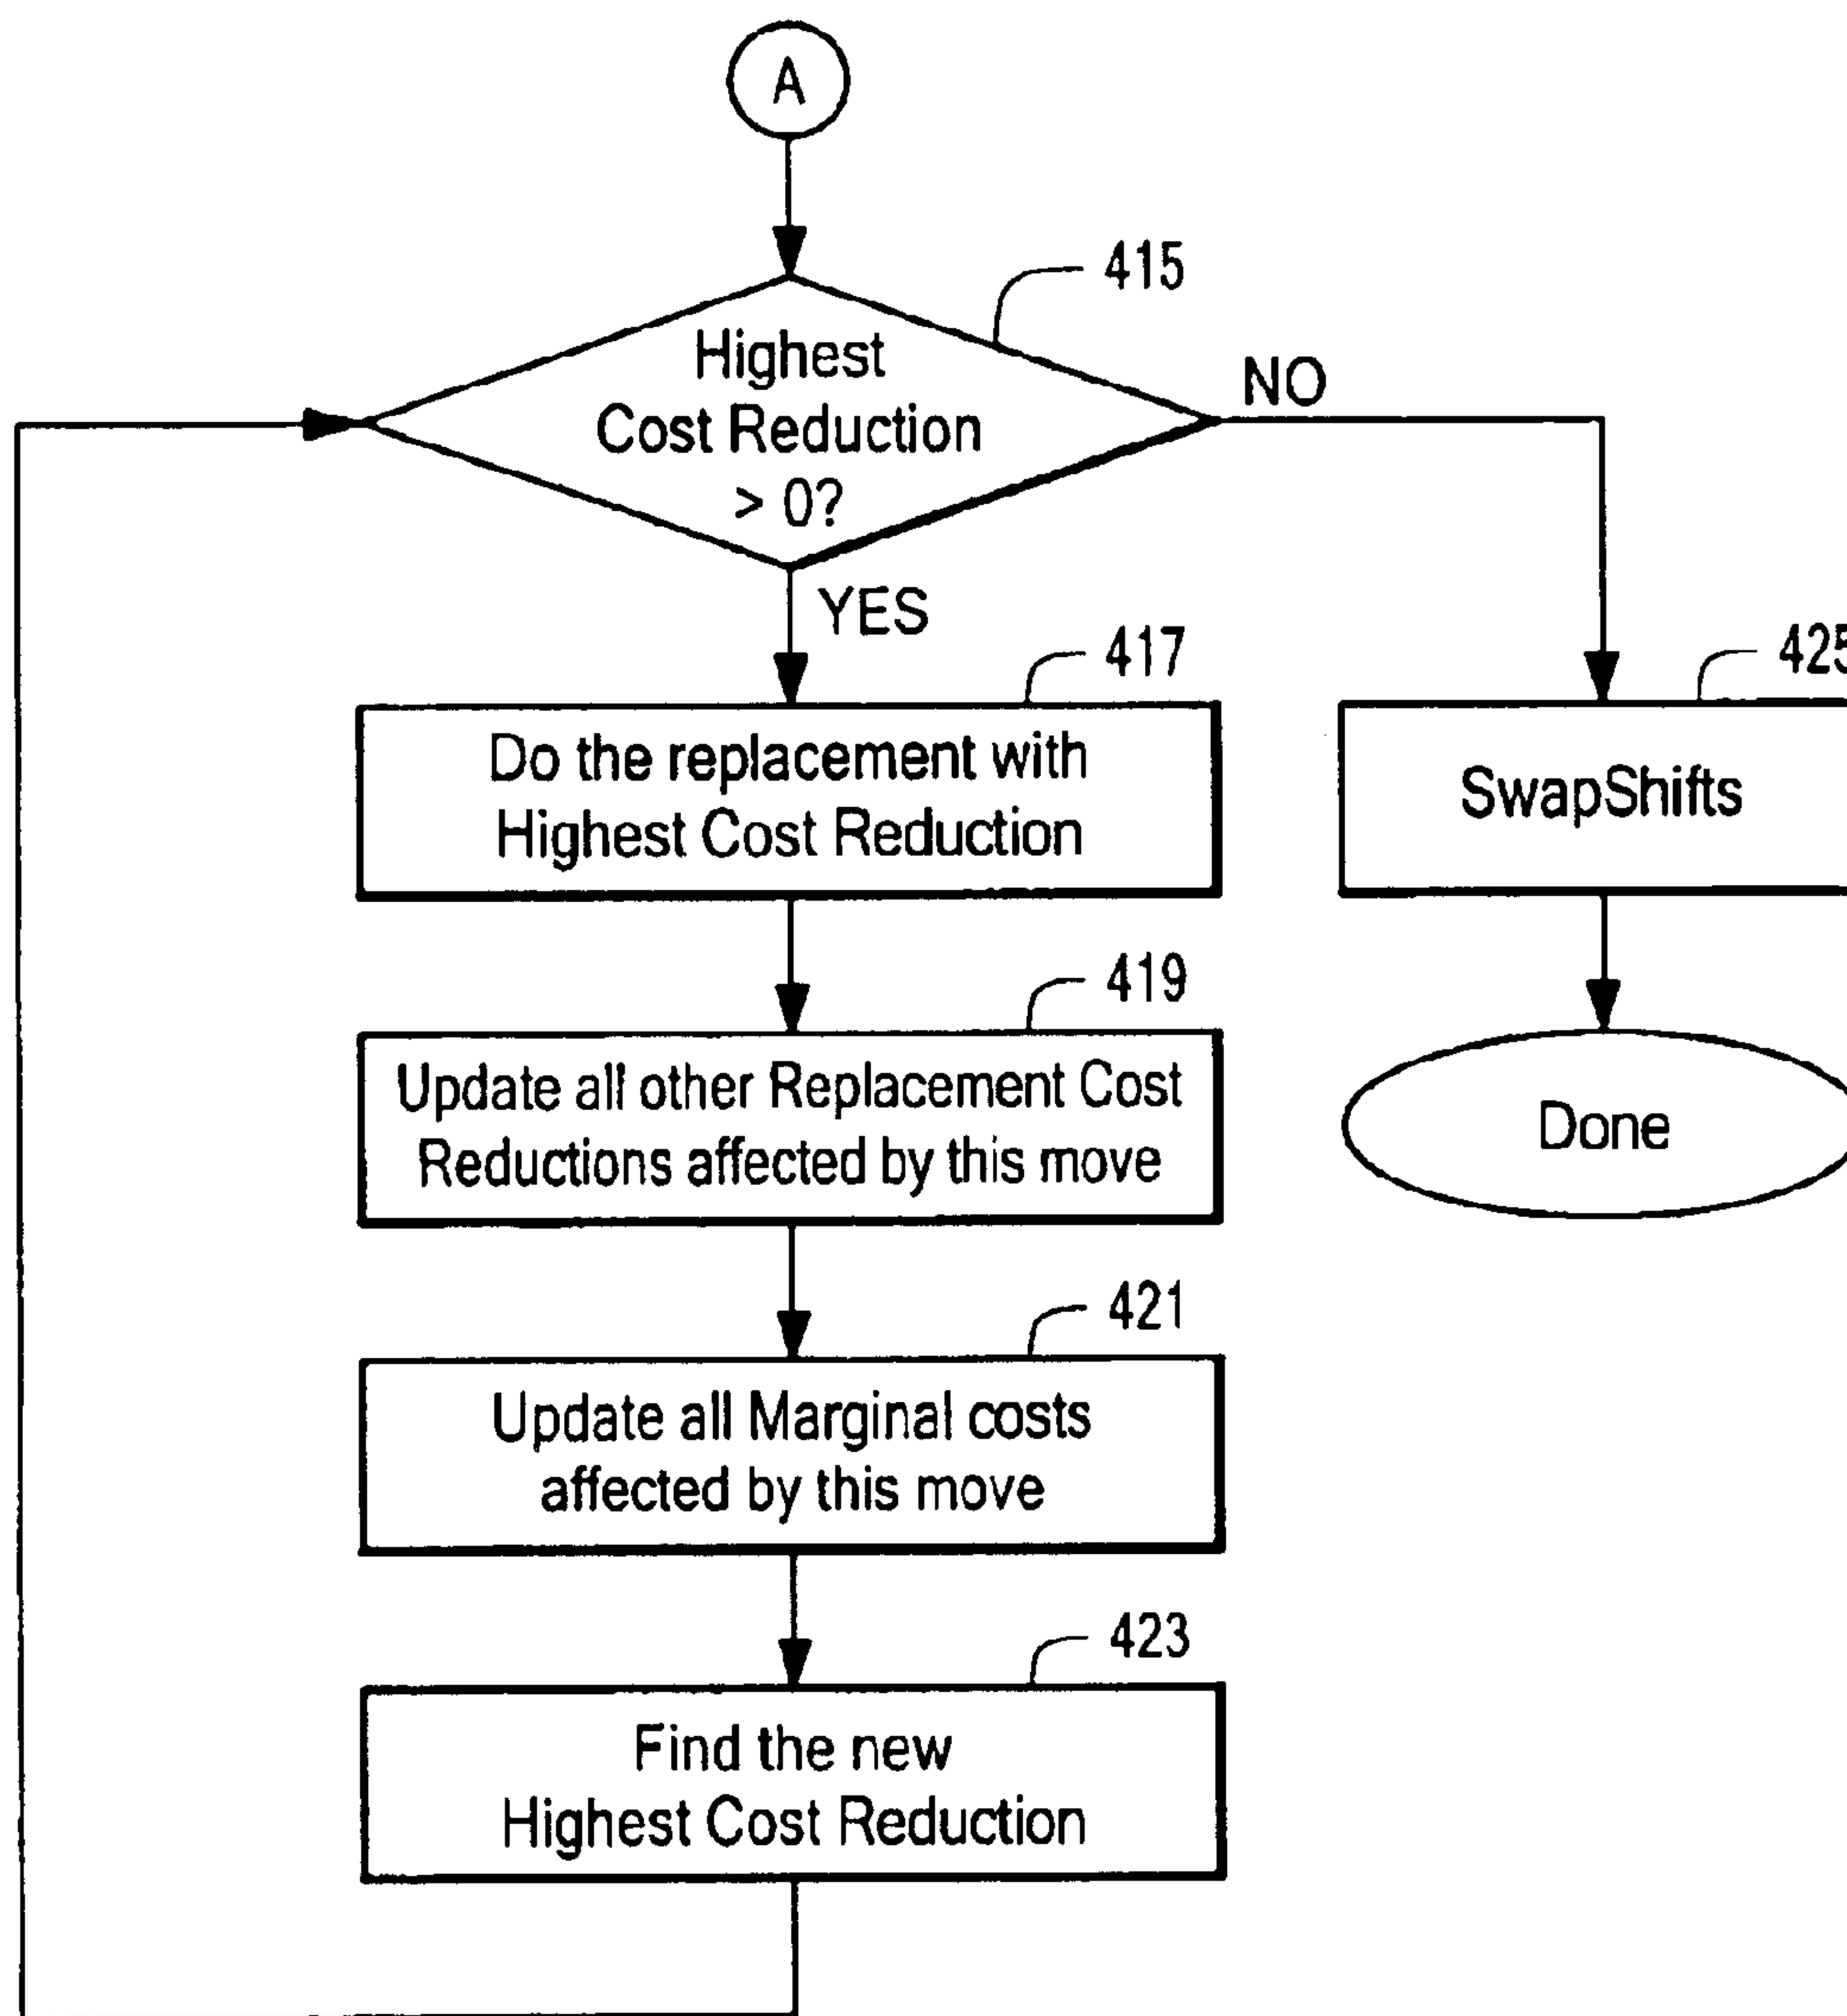 A
415
Highest
Cost Reduction
> 0?
NO
YES
417
Do the replacement with
Highest Cost Reduction
425
SwapShifts
419
Update all other Replacement Cost
Reductions affected by this move
Done
421
Update all Marginal costs
affected by this move
423
Find the new
Highest Cost Reduction